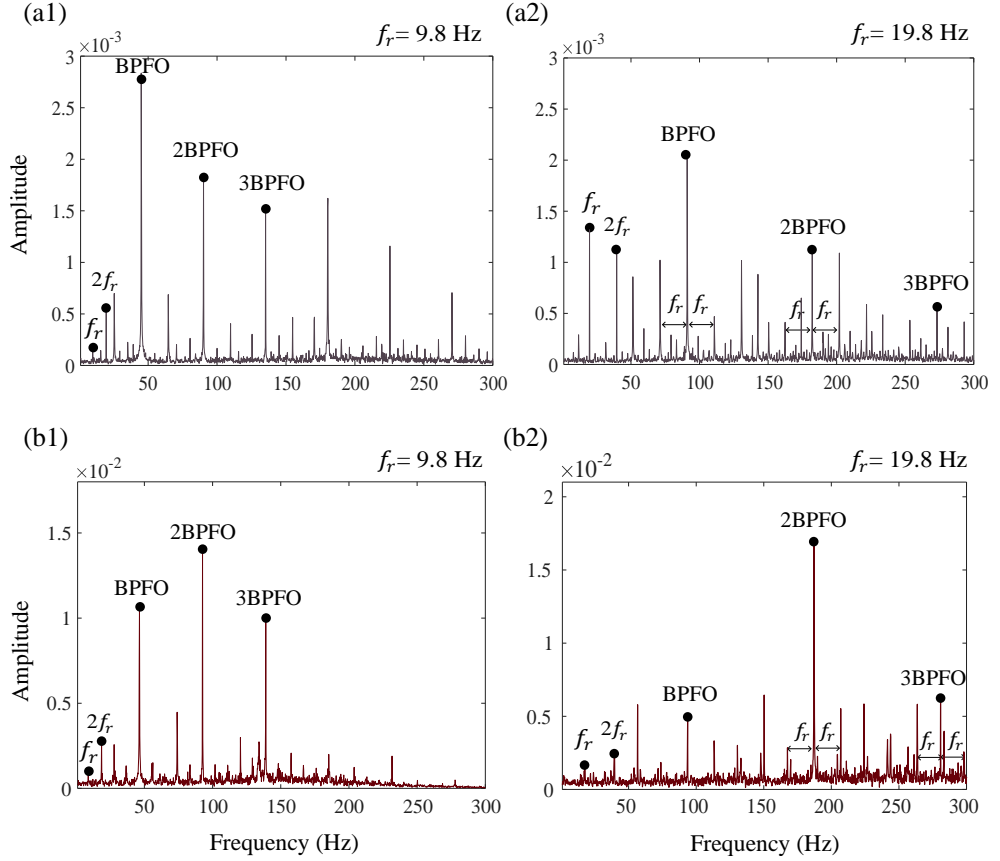 (a1)
f_r = 9.8 Hz
×10⁻³
3
2.5
2
1.5
1
0.5
0
Amplitude
BPFO
2BPFO
3BPFO
2f_r
f_r
50
100
150
200
250
300
(a2)
f_r = 19.8 Hz
×10⁻³
3
2.5
2
1.5
1
0.5
0
BPFO
f_r
2f_r
2BPFO
3BPFO
f_r
f_r
f_r
f_r
50
100
150
200
250
300
(b1)
f_r = 9.8 Hz
×10⁻²
1.5
1
0.5
0
Amplitude
2BPFO
BPFO
3BPFO
2f_r
f_r
50
100
150
200
250
300
Frequency (Hz)
(b2)
f_r = 19.8 Hz
×10⁻²
2
1.5
1
0.5
0
2BPFO
BPFO
3BPFO
f_r
2f_r
f_r
f_r
f_r
f_r
50
100
150
200
250
300
Frequency (Hz)